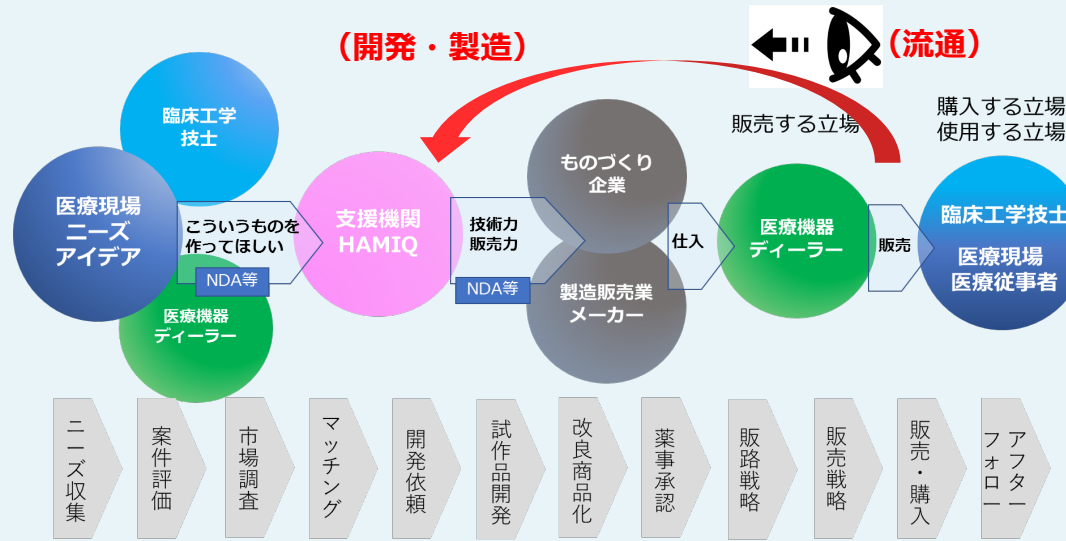 （開発・製造）
（流通）
販売する立場
購入する立場
使用する立場
臨床工学
技士
医療現場
ニーズ
アイデア
こういうものを
作ってほしい
NDA等
医療機器
ディーラー
支援機関
HAMIQ
技術力
販売力
NDA等
ものづくり
企業
製造販売業
メーカー
仕入
医療機器
ディーラー
販売
臨床工学技士
医療現場
医療従事者
ニーズ収集
案件評価
市場調査
マッチング
開発依頼
試作品開発
改良商品化
薬事承認
販路戦略
販売戦略
販売・購入
アフター
フォロー